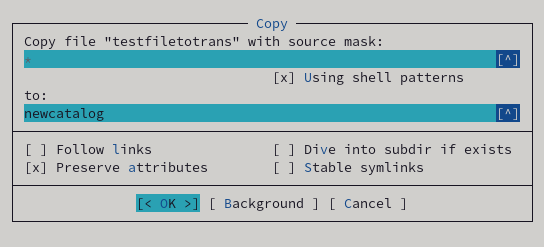 Copy
Copy file "testfiletotrans" with source mask:
* [^]
[x] Using shell patterns
to:
newcatalog [^]
[ ] Follow links [ ] Dive into subdir if exists
[x] Preserve attributes [ ] Stable symlinks
[< OK >] [ Background ] [ Cancel ]